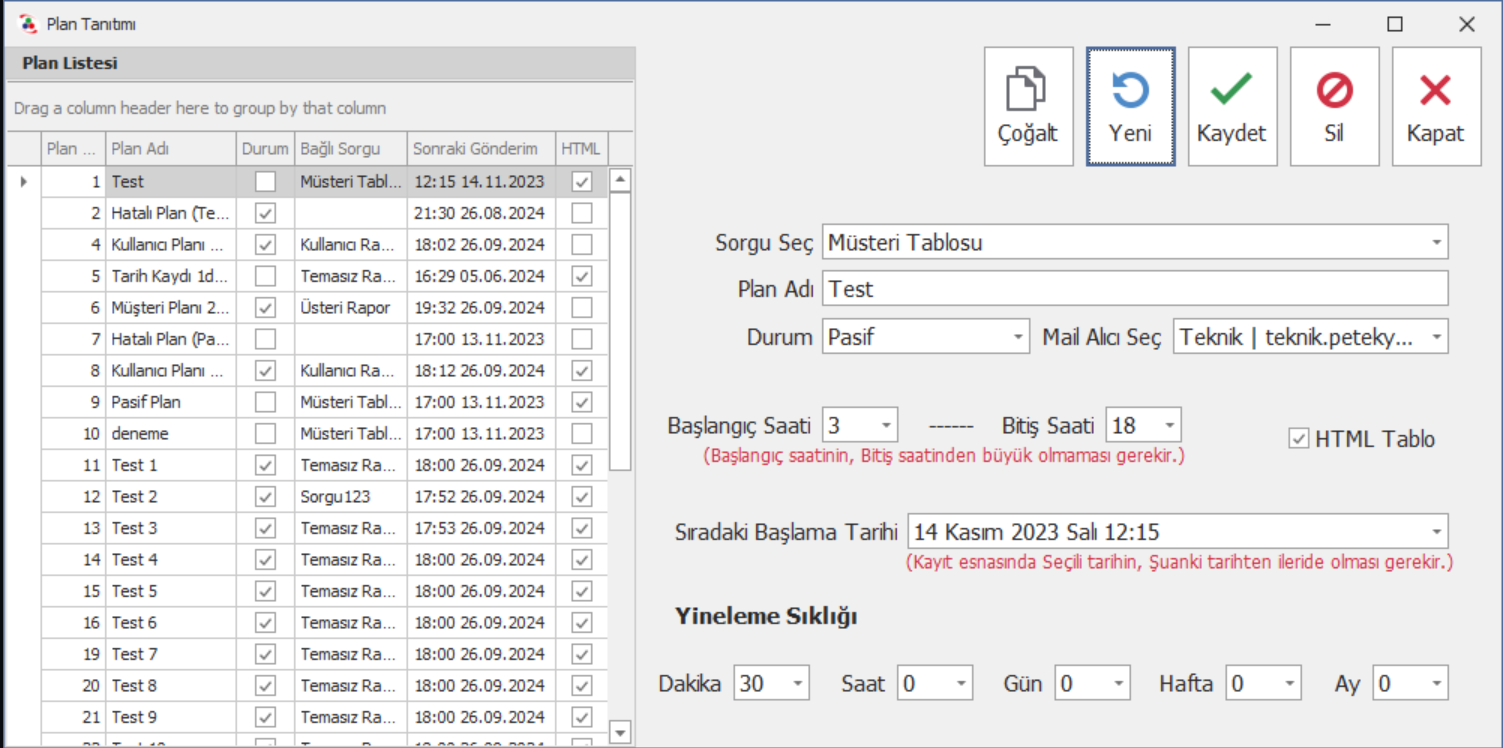 Plan Tanıtmı
Plan Listesi
Drag a column header here to group by that column
Plan ... Plan Adı Durum Bağlı Sorgu Sonraki Gönderim HTML
1 Test Müsteri Tabl... 12:15 14.11.2023
2 Hatalı Plan (Te... 21:30 26.08.2024
4 Kullanıcı Planı ... Kullanıcı Ra... 18:02 26.09.2024
5 Tarih Kaydı 1d... Temasız Ra... 16:29 05.06.2024
6 Müşteri Planı 2... Üsteri Rapor 19:32 26.09.2024
7 Hatalı Plan (Pa... 17:00 13.11.2023
8 Kullanıcı Planı ... Kullanıcı Ra... 18:12 26.09.2024
9 Pasif Plan Müsteri Tabl... 17:00 13.11.2023
10 deneme Müsteri Tabl... 17:00 13.11.2023
11 Test 1 Temasız Ra... 18:00 26.09.2024
12 Test 2 Sorgu123 17:52 26.09.2024
13 Test 3 Temasız Ra... 17:53 26.09.2024
14 Test 4 Temasız Ra... 18:00 26.09.2024
15 Test 5 Temasız Ra... 18:00 26.09.2024
16 Test 6 Temasız Ra... 18:00 26.09.2024
19 Test 7 Temasız Ra... 18:00 26.09.2024
20 Test 8 Temasız Ra... 18:00 26.09.2024
21 Test 9 Temasız Ra... 18:00 26.09.2024
Çoğalt Yeni Kaydet Sil Kapat
Sorgu Seç Müsteri Tablosu
Plan Adı Test
Durum Pasif Mail Alıcı Seç Teknik | teknik.peteky...
Başlangıç Saati 3 ------ Bitiş Saati 18
HTML Tablo
(Başlangıç saatinin, Bitiş saatinden büyük olmaması gerekir.)
Sıradaki Başlama Tarihi 14 Kasım 2023 Salı 12:15
(Kayıt esnasında Seçili tarihin, Şuanki tarihten ileride olması gerekir.)
Yineleme Sıklığı
Dakika 30 Saat 0 Gün 0 Hafta 0 Ay 0